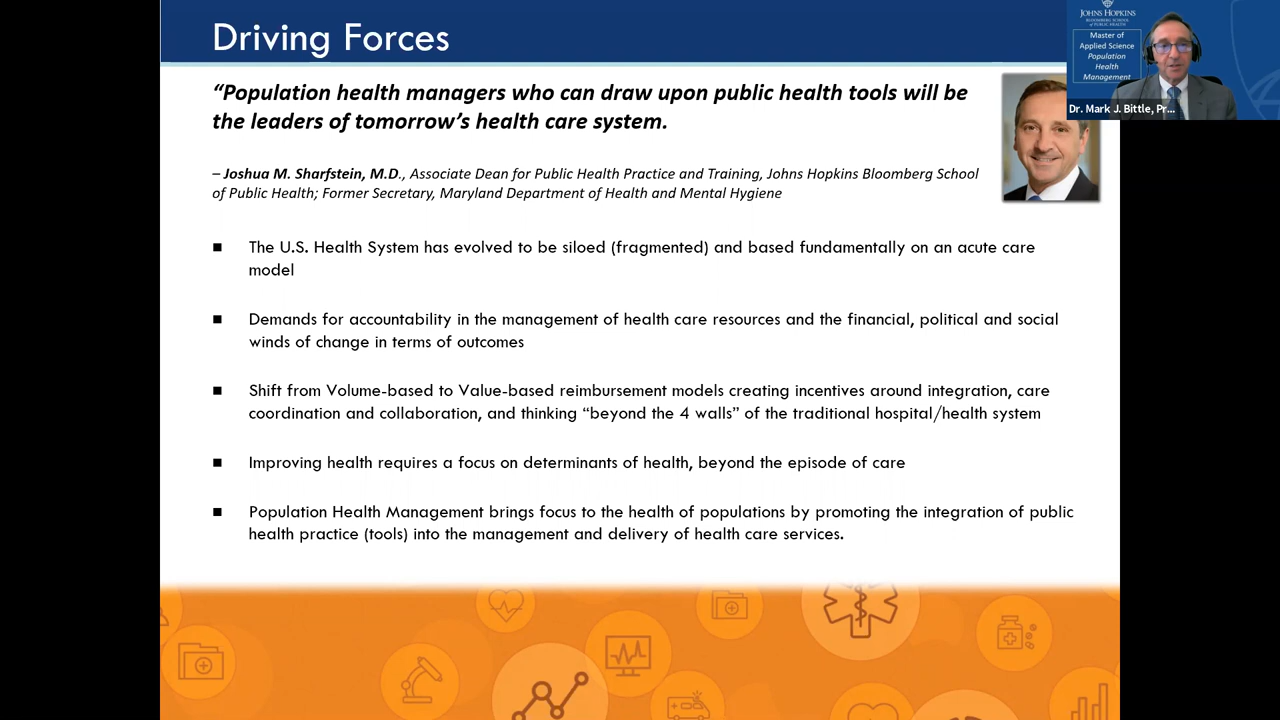 Driving Forces
“Population health managers who can draw upon public health tools will be
the leaders of tomorrow’s health care system.
– Joshua M. Sharfstein, M.D., Associate Dean for Public Health Practice and Training, Johns Hopkins Bloomberg School
of Public Health; Former Secretary, Maryland Department of Health and Mental Hygiene
■ The U.S. Health System has evolved to be siloed (fragmented) and based fundamentally on an acute care
model
■ Demands for accountability in the management of health care resources and the financial, political and social
winds of change in terms of outcomes
■ Shift from Volume-based to Value-based reimbursement models creating incentives around integration, care
coordination and collaboration, and thinking “beyond the 4 walls” of the traditional hospital/health system
■ Improving health requires a focus on determinants of health, beyond the episode of care
■ Population Health Management brings focus to the health of populations by promoting the integration of public
health practice (tools) into the management and delivery of health care services.
JOHNS HOPKINS
BLOOMBERG SCHOOL
of PUBLIC HEALTH
Master of
Applied Science
Population
Health
Management
Dr. Mark J. Bittle, Pr...